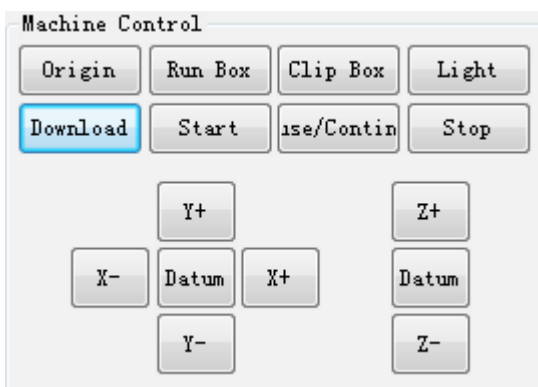 Machine Control
Origin Run Box Clip Box Light
Download Start use/Contin Stop
Y+ Z+
X- Datum X+ Datum
Y- Z-